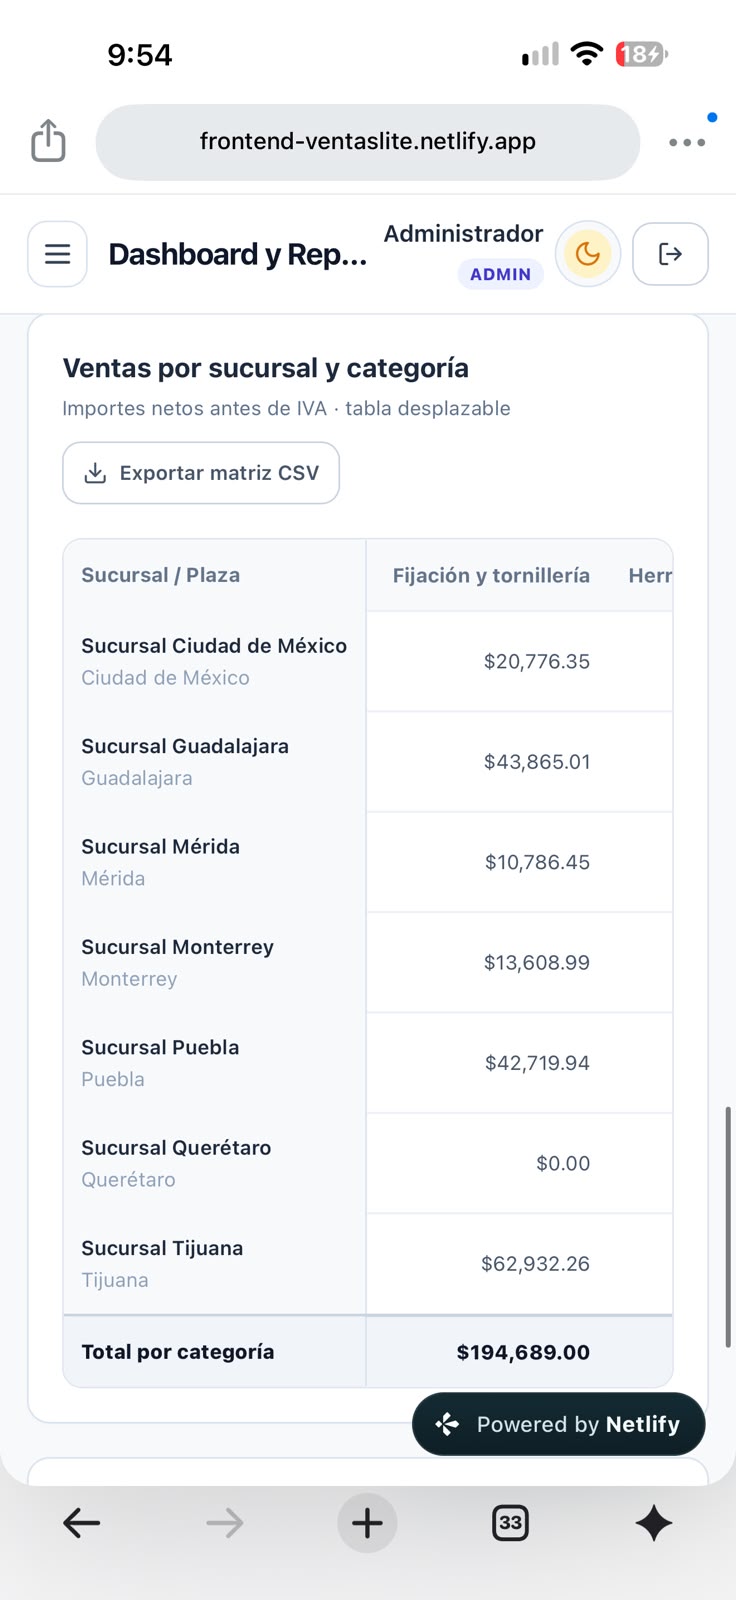 9:54
18
frontend-ventaslite.netlify.app
Dashboard y Rep...
Administrador
ADMIN
Ventas por sucursal y categoría
Importes netos antes de IVA · tabla desplazable
Exportar matriz CSV
Sucursal / Plaza Fijación y tornillería Herr
Sucursal Ciudad de México
Ciudad de México
$20,776.35
Sucursal Guadalajara
Guadalajara
$43,865.01
Sucursal Mérida
Mérida
$10,786.45
Sucursal Monterrey
Monterrey
$13,608.99
Sucursal Puebla
Puebla
$42,719.94
Sucursal Querétaro
Querétaro
$0.00
Sucursal Tijuana
Tijuana
$62,932.26
Total por categoría $194,689.00
Powered by Netlify
33